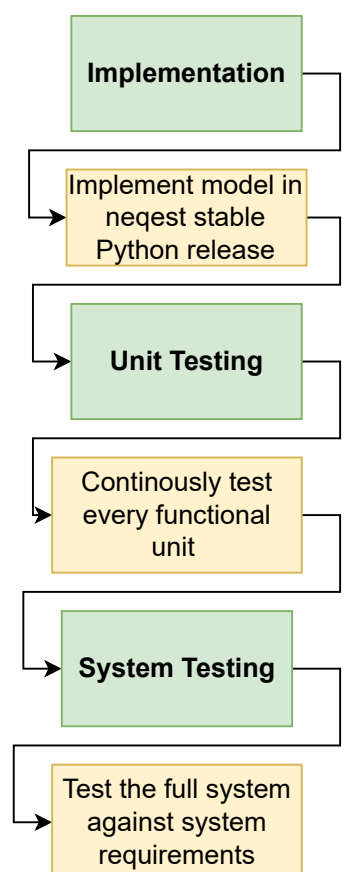 Implementation
Implement model in
neqest stable
Python release
Unit Testing
Continously test
every functional
unit
System Testing
Test the full system
against system
requirements